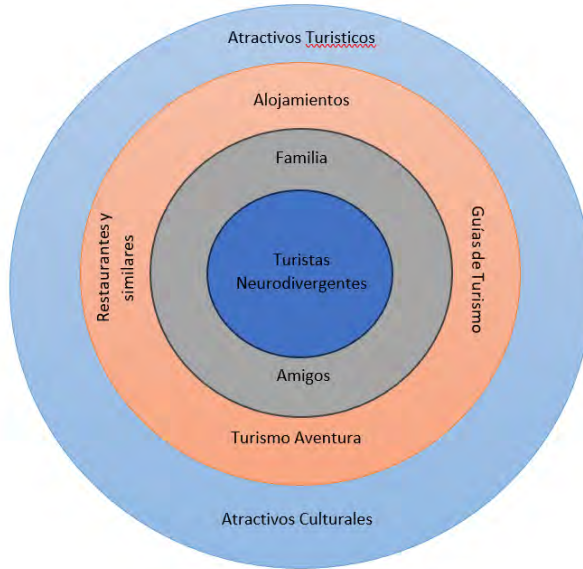 Atractivos Turisticos
Alojamientos
Familia
Restaurantes y
similares
Turistas
Neurodivergentes
Guías de Turismo
Amigos
Turismo Aventura
Atractivos Culturales